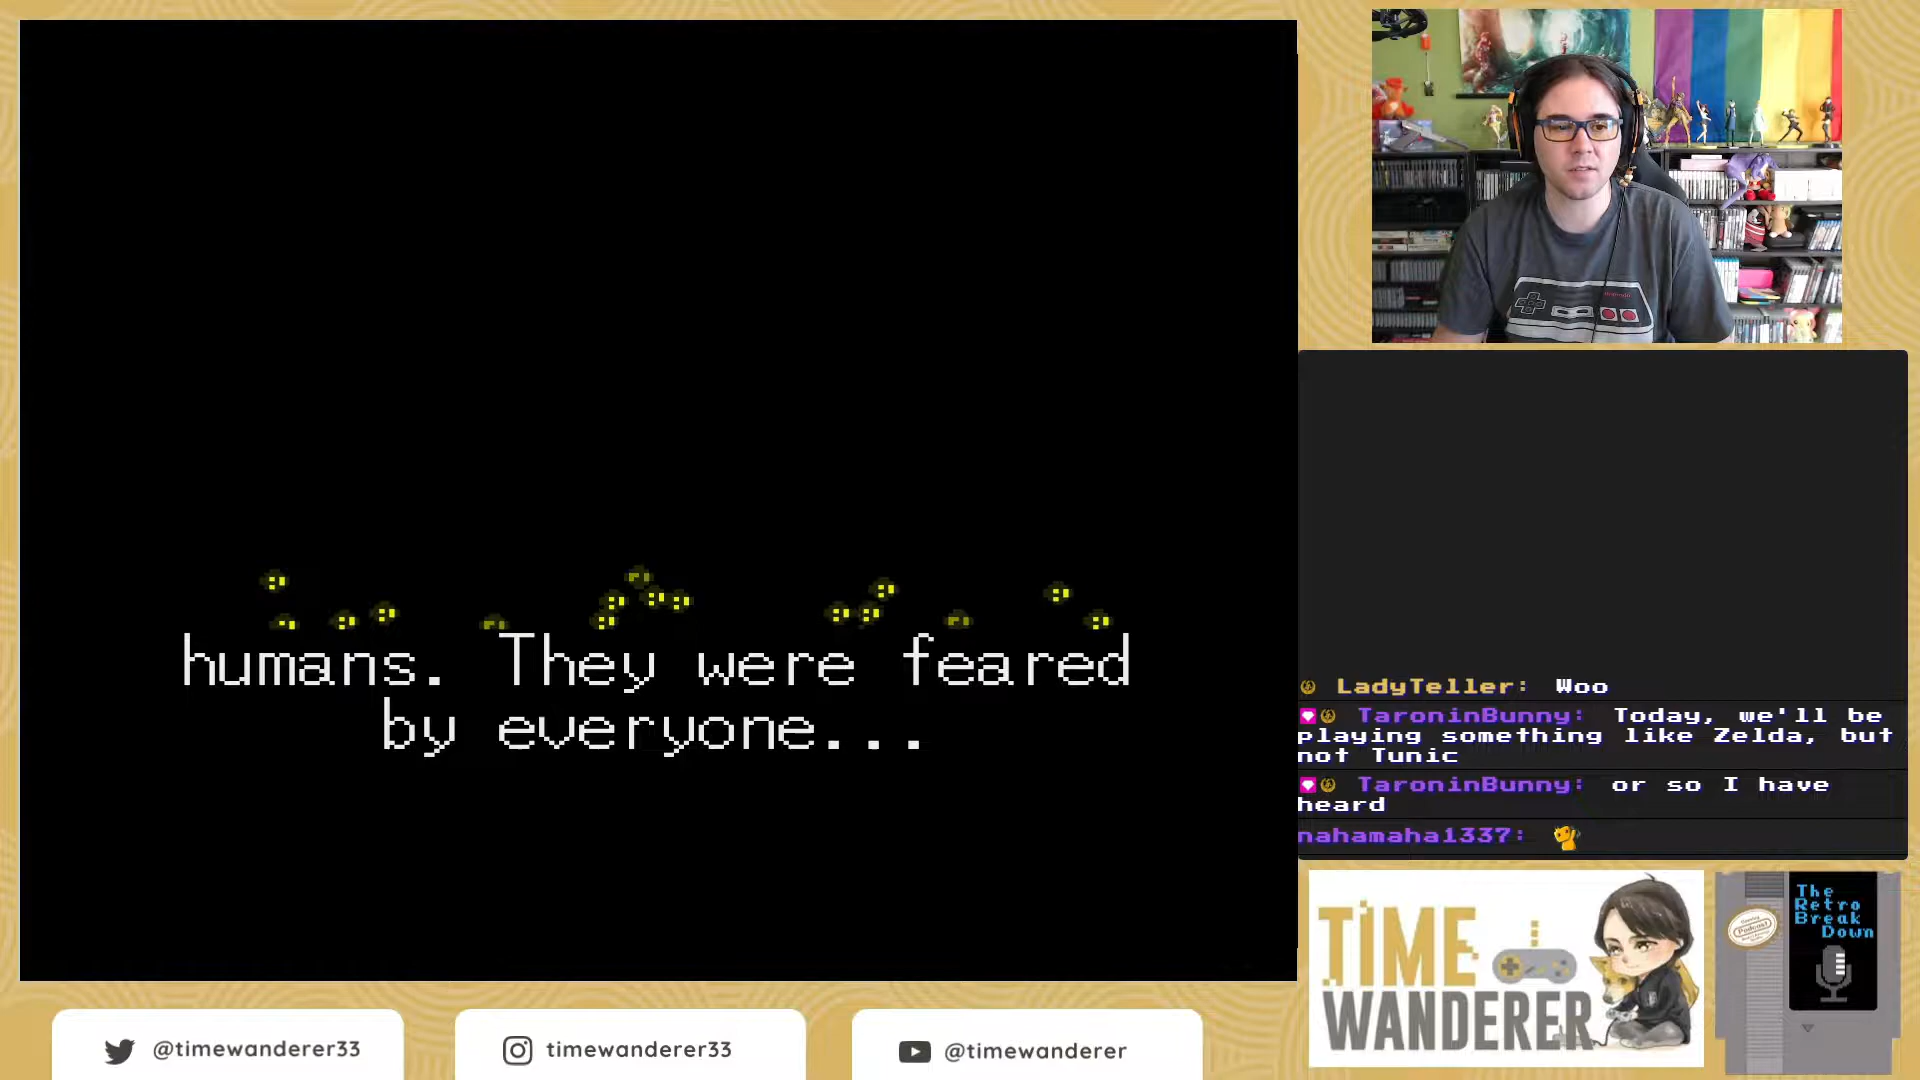 humans. They were feared
by everyone...
LadyTeller: Woo
TaroninBunny: Today, we'll be
playing something like Zelda, but
not Tunic
TaroninBunny: or so I have
heard
nahamaha1337:
TIME
WANDERER
The
Retro
Break
Down
@timewanderer33
timewanderer33
@timewanderer